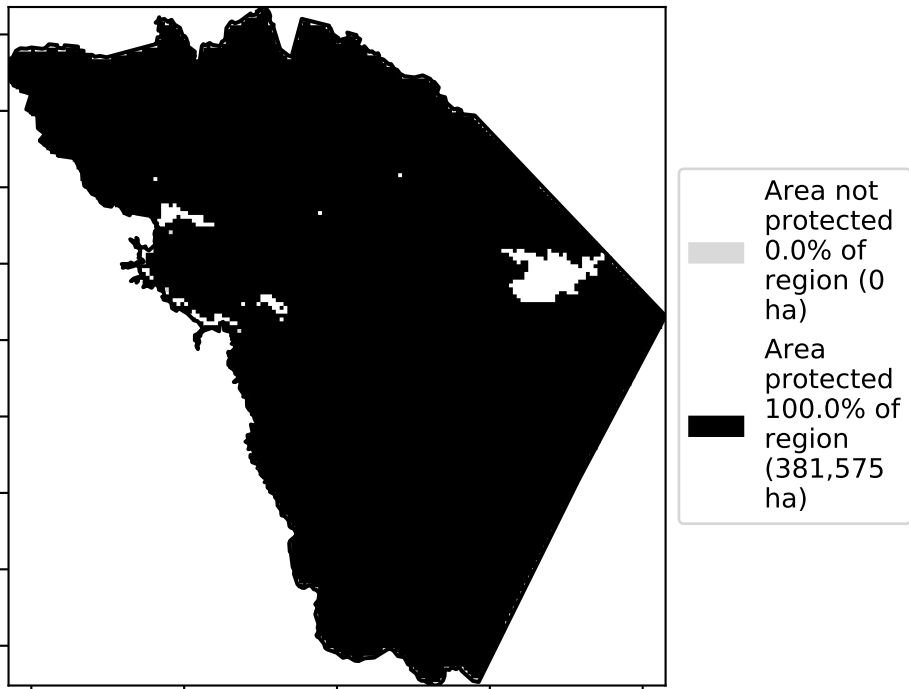 Area not
protected
0.0% of
region (0
ha)
Area
protected
100.0% of
region
(381,575
ha)